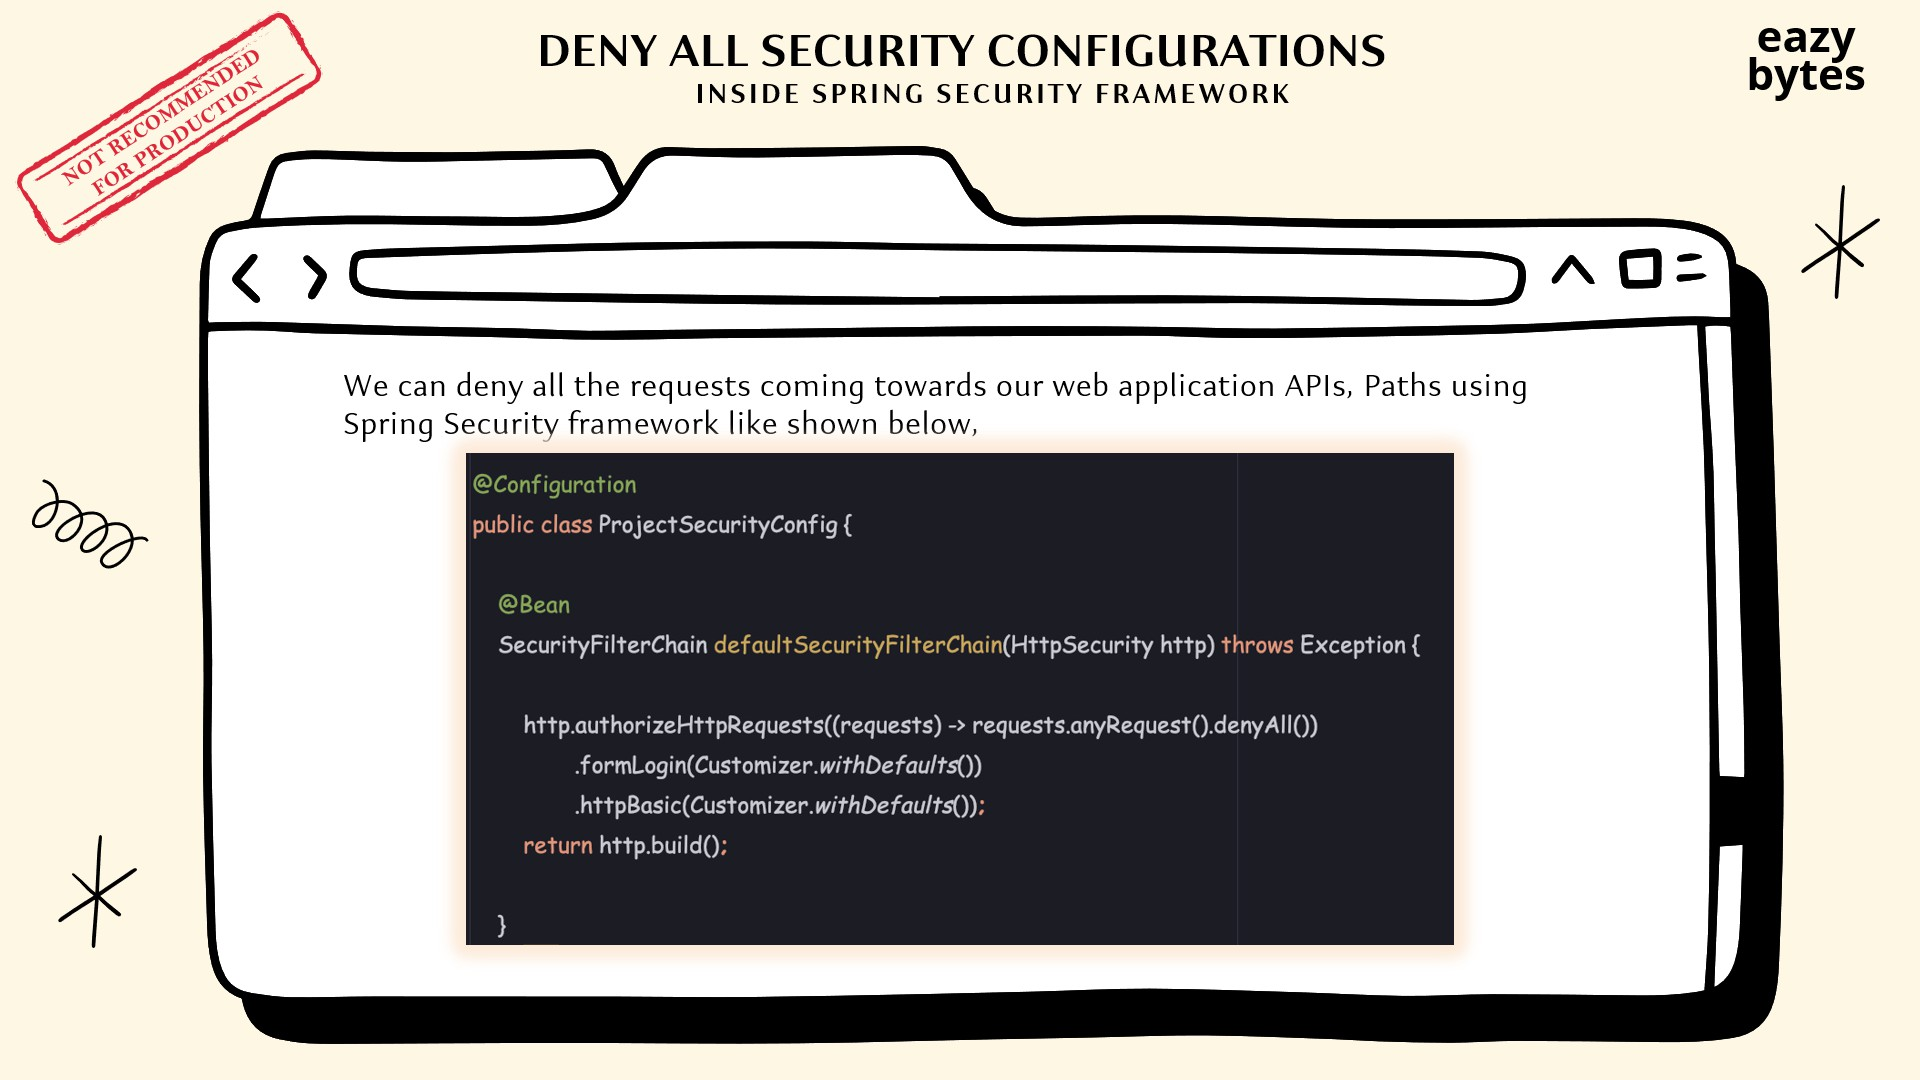 DENY ALL SECURITY CONFIGURATIONS
INSIDE SPRING SECURITY FRAMEWORK
eazy
bytes
NOT RECOMMENDED
FOR PRODUCTION
We can deny all the requests coming towards our web application APIs, Paths using
Spring Security framework like shown below,
@Configuration
public class ProjectSecurityConfig {
@Bean
SecurityFilterChain defaultSecurityFilterChain(HttpSecurity http) throws Exception {
http.authorizeHttpRequests((requests) -> requests.anyRequest().denyAll())
.formLogin(Customizer.withDefaults())
.httpBasic(Customizer.withDefaults());
return http.build();
}